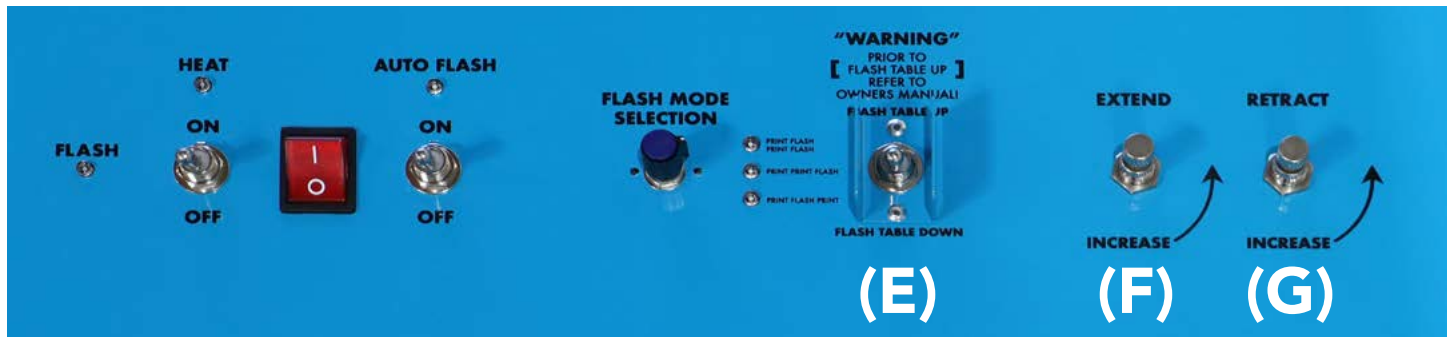 HEAT
ON
OFF
FLASH
I
O
AUTO FLASH
ON
OFF
FLASH MODE
SELECTION
PRINT FLASH
PRINT FLASH
PRINT PRINT FLASH
PRINT FLASH PRINT
"WARNING"
PRIOR TO
[ FLASH TABLE UP ]
REFER TO
OWNERS MANUAL!
FLASH TABLE UP
FLASH TABLE DOWN
(E)
EXTEND
INCREASE
(F)
RETRACT
INCREASE
(G)